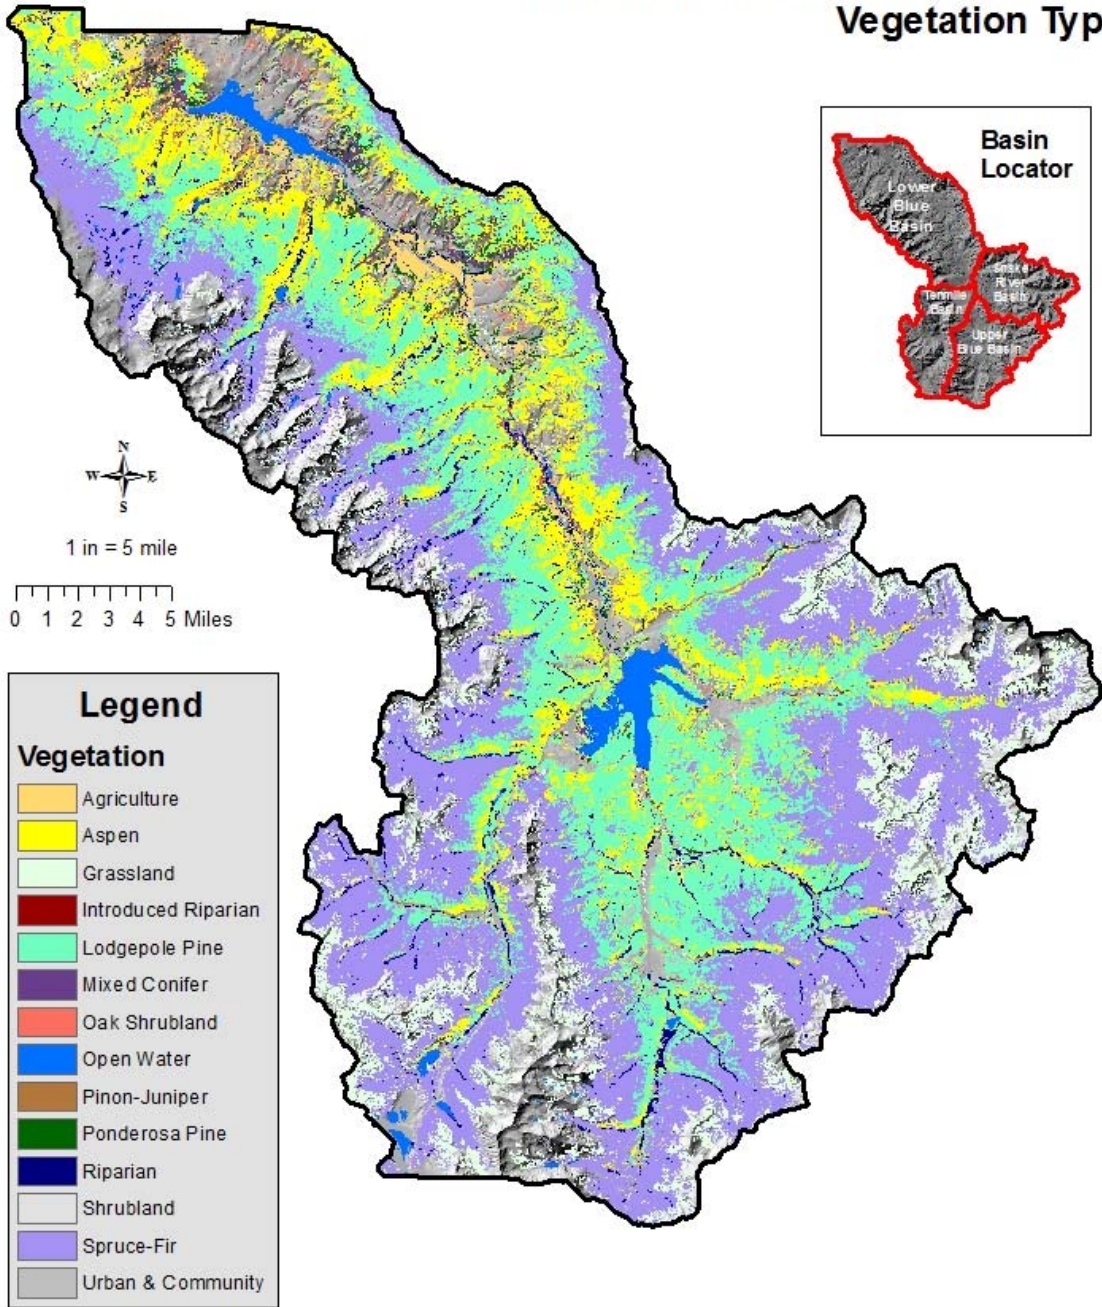 Vegetation Typ
Basin
Locator
Lower
Blue
Basin
Snake
River
Basin
Tenmile
Basin
Upper
Blue Basin
N
W E
S
1 in = 5 mile
0 1 2 3 4 5 Miles
Legend
Vegetation
Agriculture
Aspen
Grassland
Introduced Riparian
Lodgepole Pine
Mixed Conifer
Oak Shrubland
Open Water
Pinon-Juniper
Ponderosa Pine
Riparian
Shrubland
Spruce-Fir
Urban & Community